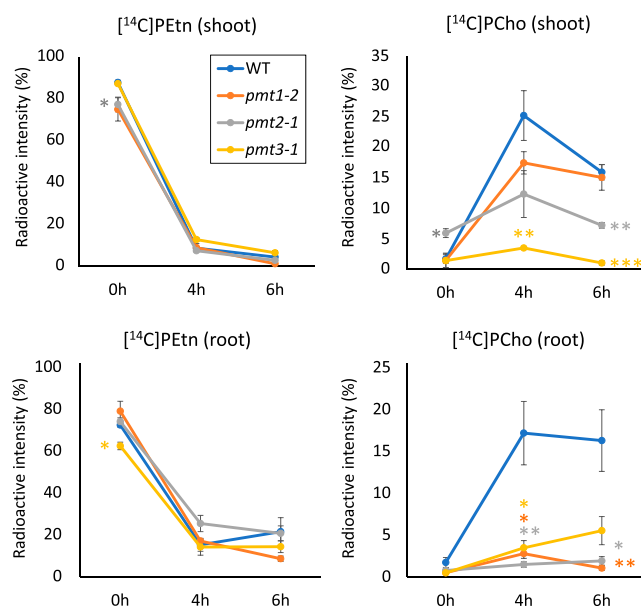 [¹⁴C]PEtn (shoot)
Radioactive intensity (%)
100
80
60
40
20
0
0h 4h 6h
*
WT
pmt1-2
pmt2-1
pmt3-1
[¹⁴C]PCho (shoot)
Radioactive intensity (%)
35
30
25
20
15
10
5
0
0h 4h 6h
*
**
**
***
[¹⁴C]PEtn (root)
Radioactive intensity (%)
100
80
60
40
20
0
0h 4h 6h
*
[¹⁴C]PCho (root)
Radioactive intensity (%)
25
20
15
10
5
0
0h 4h 6h
*
*
**
*
**